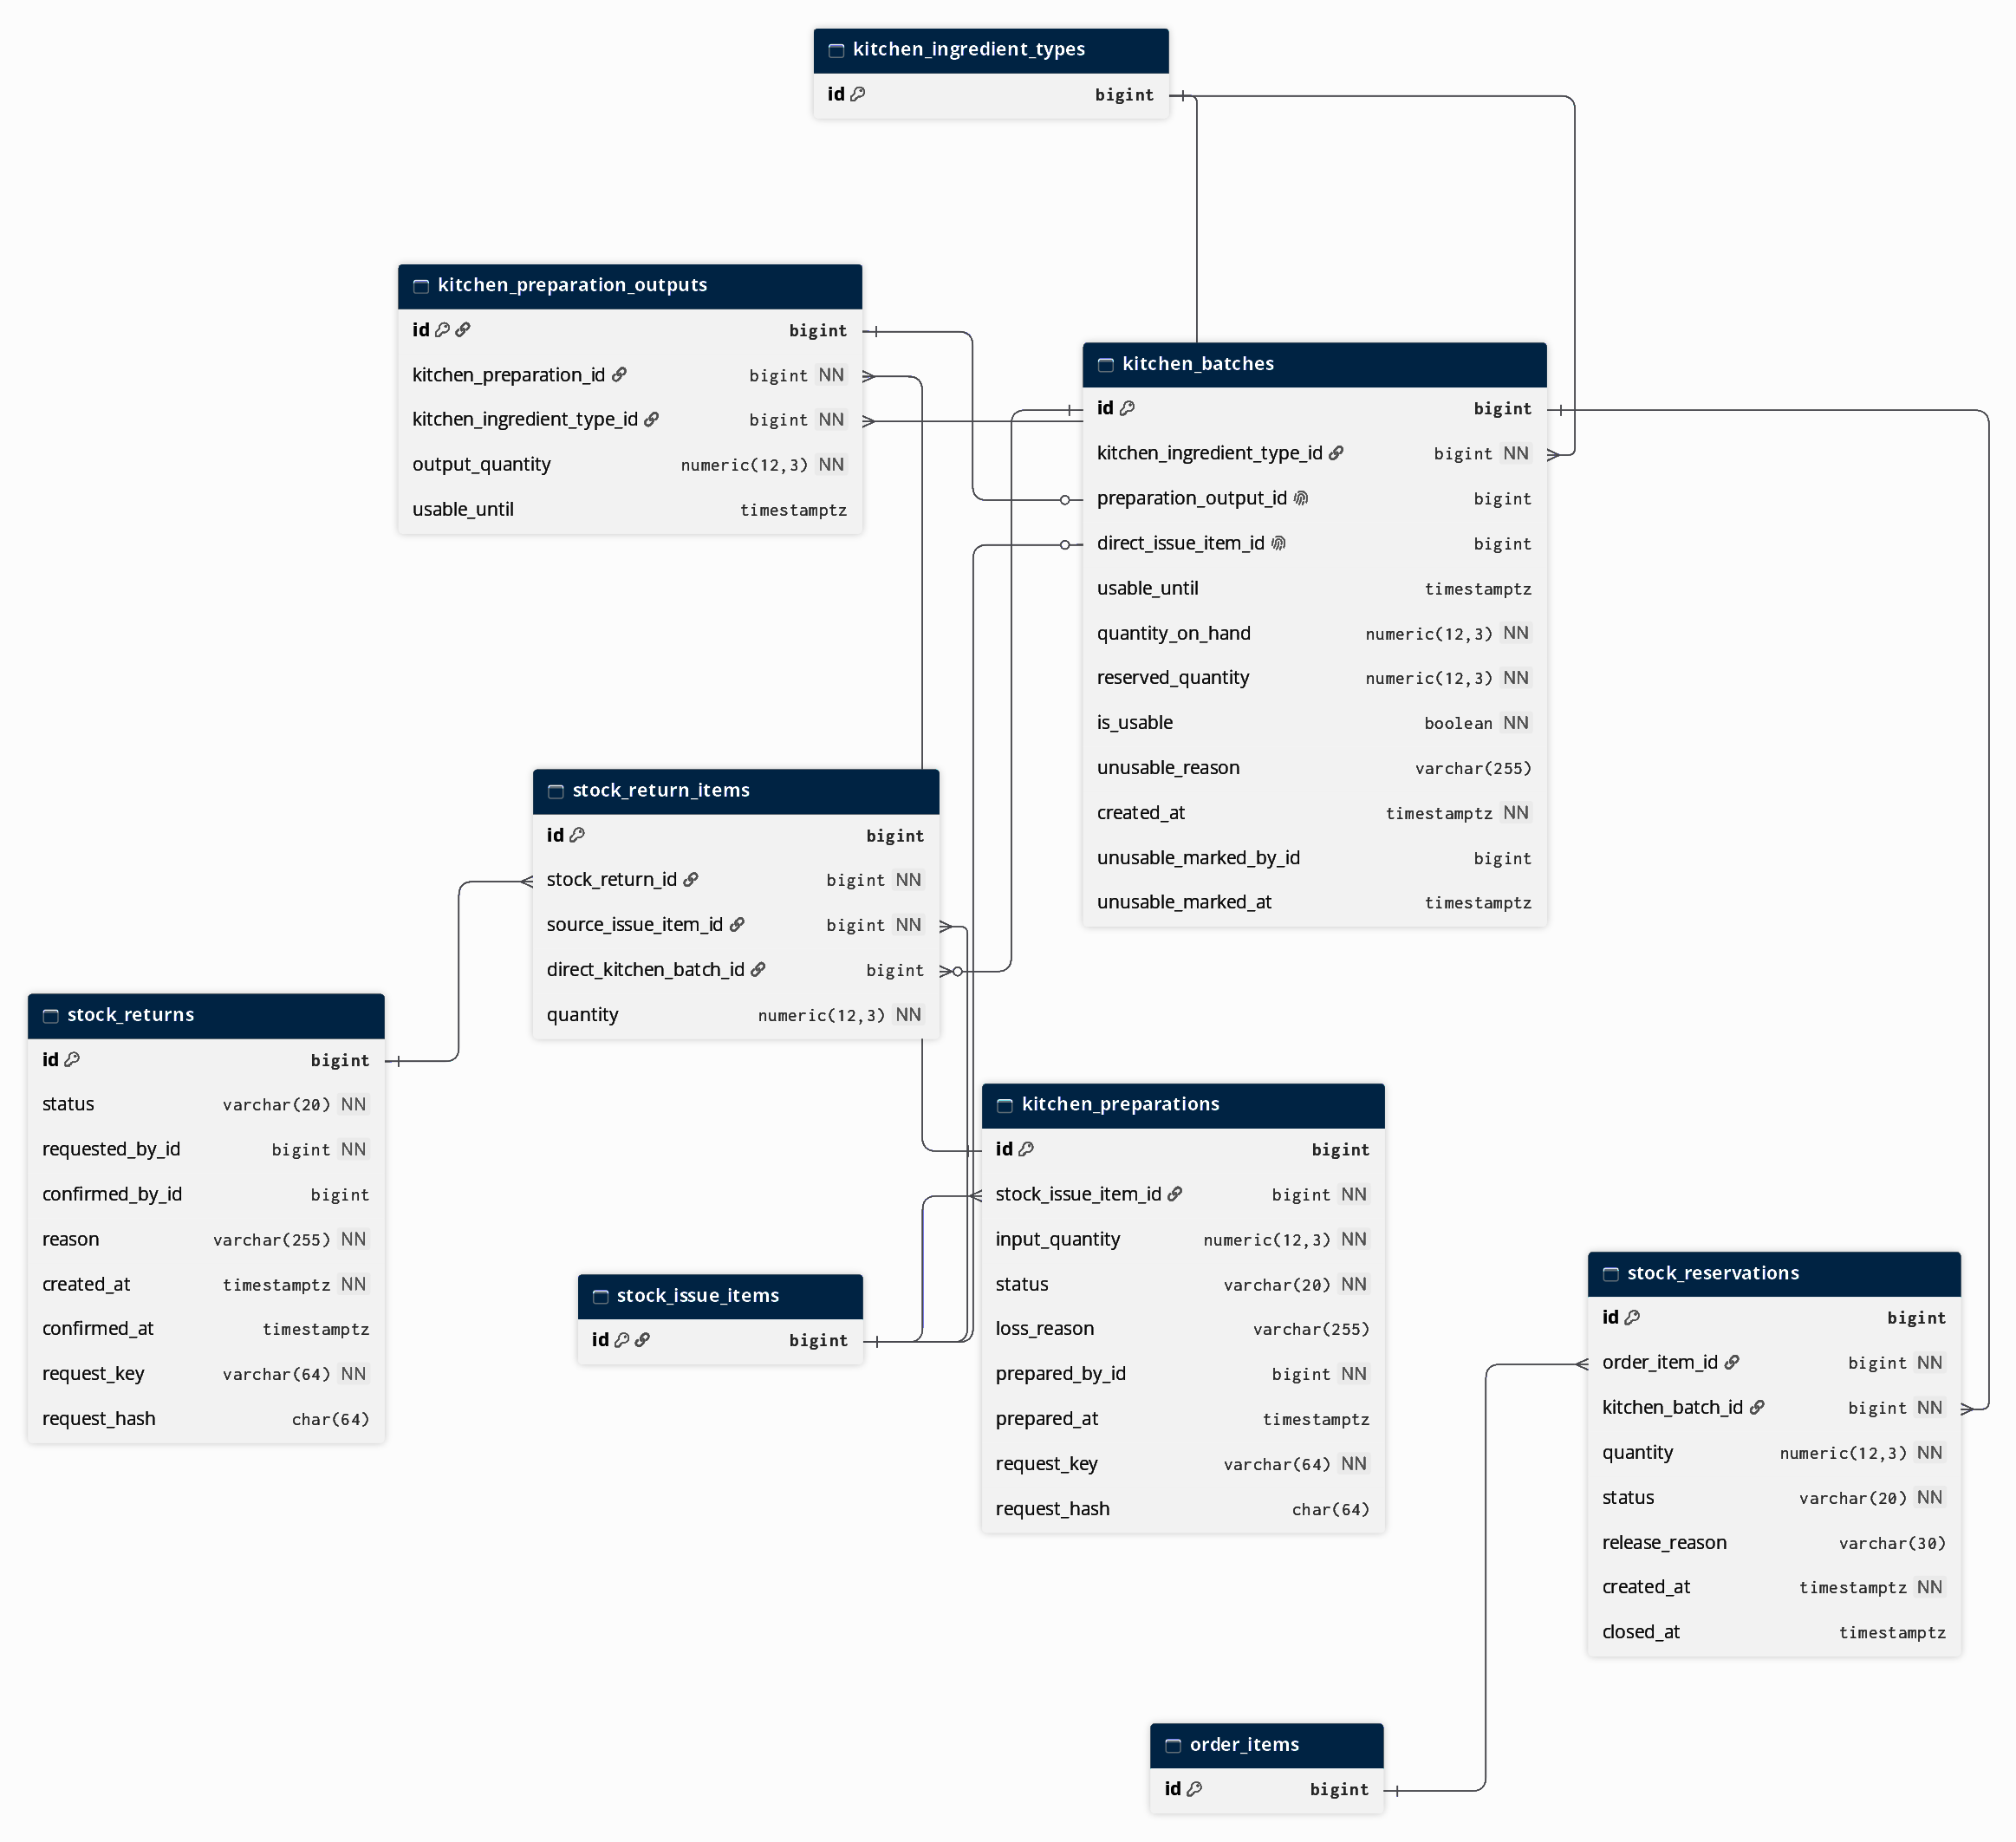 kitchen_ingredient_types
id bigint
kitchen_preparation_outputs
id bigint
kitchen_preparation_id bigint NN
kitchen_ingredient_type_id bigint NN
output_quantity numeric(12,3) NN
usable_until timestamptz
kitchen_batches
id bigint
kitchen_ingredient_type_id bigint NN
preparation_output_id bigint
direct_issue_item_id bigint
usable_until timestamptz
quantity_on_hand numeric(12,3) NN
reserved_quantity numeric(12,3) NN
is_usable boolean NN
unusable_reason varchar(255)
created_at timestamptz NN
unusable_marked_by_id bigint
unusable_marked_at timestamptz
stock_return_items
id bigint
stock_return_id bigint NN
source_issue_item_id bigint NN
direct_kitchen_batch_id bigint
quantity numeric(12,3) NN
stock_returns
id bigint
status varchar(20) NN
requested_by_id bigint NN
confirmed_by_id bigint
reason varchar(255) NN
created_at timestamptz NN
confirmed_at timestamptz
request_key varchar(64) NN
request_hash char(64)
kitchen_preparations
id bigint
stock_issue_item_id bigint NN
input_quantity numeric(12,3) NN
status varchar(20) NN
loss_reason varchar(255)
prepared_by_id bigint NN
prepared_at timestamptz
request_key varchar(64) NN
request_hash char(64)
stock_issue_items
id bigint
stock_reservations
id bigint
order_item_id bigint NN
kitchen_batch_id bigint NN
quantity numeric(12,3) NN
status varchar(20) NN
release_reason varchar(30)
created_at timestamptz NN
closed_at timestamptz
order_items
id bigint